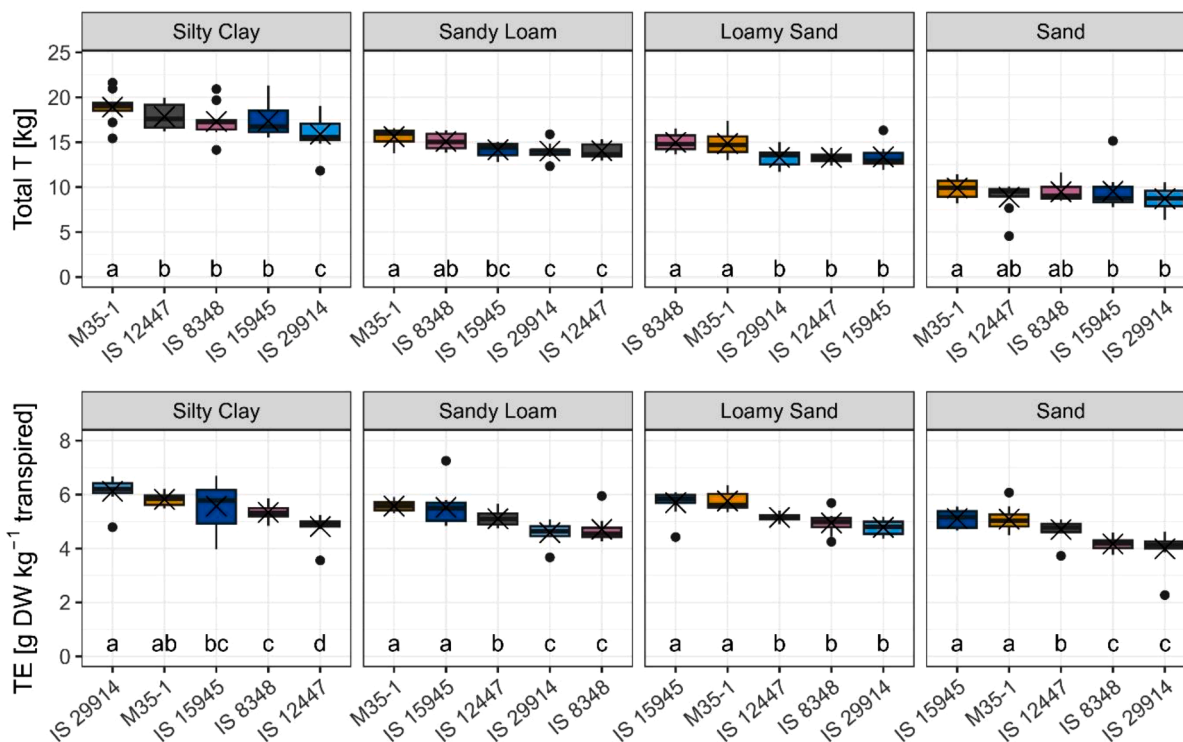 Silty Clay Sandy Loam Loamy Sand Sand
Total T [kg]
25
20
15
10
5
0
a b b b c a ab bc c c a a b b b a ab ab b b
M35-1 IS 12447 IS 8348 IS 15945 IS 29914 M35-1 IS 8348 IS 15945 IS 29914 IS 12447 IS 8348 M35-1 IS 29914 IS 12447 IS 15945 M35-1 IS 12447 IS 8348 IS 15945 IS 29914
Silty Clay Sandy Loam Loamy Sand Sand
TE [g DW kg⁻¹ transpired]
8
6
4
2
0
a ab bc c d a a b c c a a b b b a a b c c
IS 29914 M35-1 IS 15945 IS 8348 IS 12447 M35-1 IS 15945 IS 12447 IS 29914 IS 8348 IS 15945 M35-1 IS 12447 IS 8348 IS 29914 IS 15945 M35-1 IS 12447 IS 8348 IS 29914